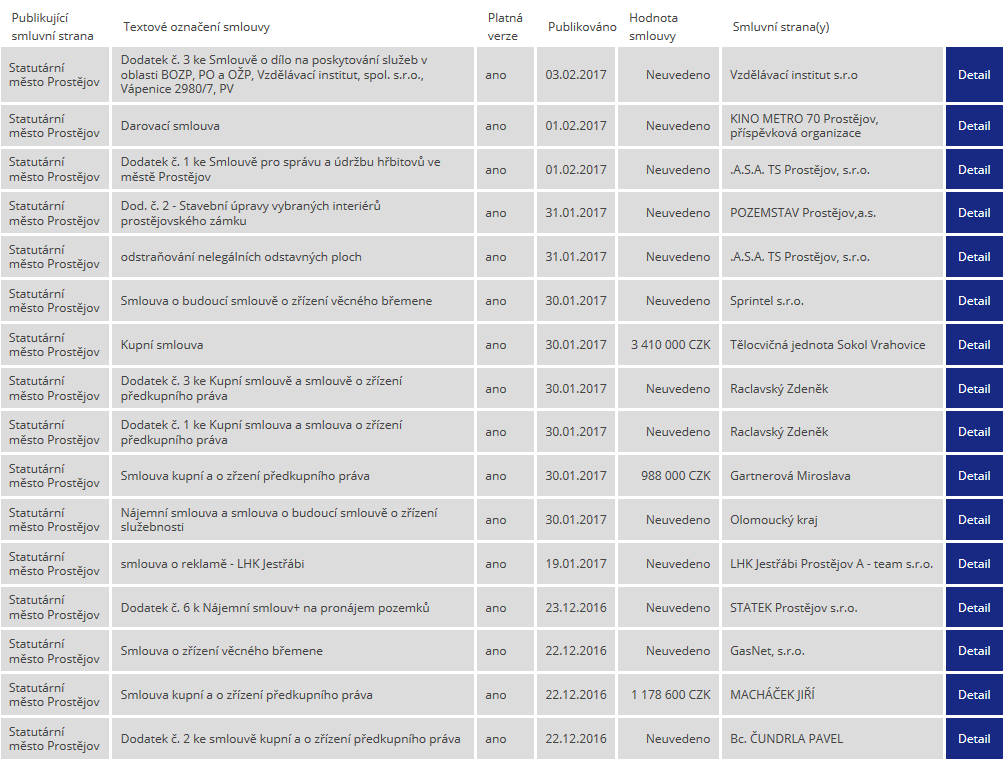 Publikující
smluvní strana
Textové označení smlouvy
Platná
verze
Publikováno
Hodnota
smlouvy
Smluvní strana(y)
Statutární
město Prostějov
Dodatek č. 3 ke Smlouvě o dílo na poskytování služeb v
oblasti BOZP, PO a OŽP, Vzdělávací institut, spol. s.r.o.,
Vápenice 2980/7, PV
ano
03.02.2017
Neuvedeno
Vzdělávací institut s.r.o
Detail
Statutární
město Prostějov
Darovací smlouva
ano
01.02.2017
Neuvedeno
KINO METRO 70 Prostějov,
příspěvková organizace
Detail
Statutární
město Prostějov
Dodatek č. 1 ke Smlouvě pro správu a údržbu hřbitovů ve
městě Prostějov
ano
01.02.2017
Neuvedeno
.A.S.A. TS Prostějov, s.r.o.
Detail
Statutární
město Prostějov
Dod. č. 2 - Stavební úpravy vybraných interiérů
prostějovského zámku
ano
31.01.2017
Neuvedeno
POZEMSTAV Prostějov,a.s.
Detail
Statutární
město Prostějov
odstraňování nelegálních odstavných ploch
ano
31.01.2017
Neuvedeno
.A.S.A. TS Prostějov, s.r.o.
Detail
Statutární
město Prostějov
Smlouva o budoucí smlouvě o zřízení věcného břemene
ano
30.01.2017
Neuvedeno
Sprintel s.r.o.
Detail
Statutární
město Prostějov
Kupní smlouva
ano
30.01.2017
3 410 000 CZK
Tělocvičná jednota Sokol Vrahovice
Detail
Statutární
město Prostějov
Dodatek č. 3 ke Kupní smlouvě a smlouvě o zřízení
předkupního práva
ano
30.01.2017
Neuvedeno
Raclavský Zdeněk
Detail
Statutární
město Prostějov
Dodatek č. 1 ke Kupní smlouvě a smlouva o zřízení
předkupního práva
ano
30.01.2017
Neuvedeno
Raclavský Zdeněk
Detail
Statutární
město Prostějov
Smlouva kupní a o zřzení předkupního práva
ano
30.01.2017
988 000 CZK
Gartnerová Miroslava
Detail
Statutární
město Prostějov
Nájemní smlouva a smlouva o budoucí smlouvě o zřízení
služebnosti
ano
30.01.2017
Neuvedeno
Olomoucký kraj
Detail
Statutární
město Prostějov
smlouva o reklamě - LHK Jestřábi
ano
19.01.2017
Neuvedeno
LHK Jestřábi Prostějov A - team s.r.o.
Detail
Statutární
město Prostějov
Dodatek č. 6 k Nájemní smlouv+ na pronájem pozemků
ano
23.12.2016
Neuvedeno
STATEK Prostějov s.r.o.
Detail
Statutární
město Prostějov
Smlouva o zřízení věcného břemene
ano
22.12.2016
Neuvedeno
GasNet, s.r.o.
Detail
Statutární
město Prostějov
Smlouva kupní a o zřízení předkupního práva
ano
22.12.2016
1 178 600 CZK
MACHÁČEK JIŘÍ
Detail
Statutární
město Prostějov
Dodatek č. 2 ke smlouvě kupní a o zřízení předkupního práva
ano
22.12.2016
Neuvedeno
Bc. ČUNDRLA PAVEL
Detail